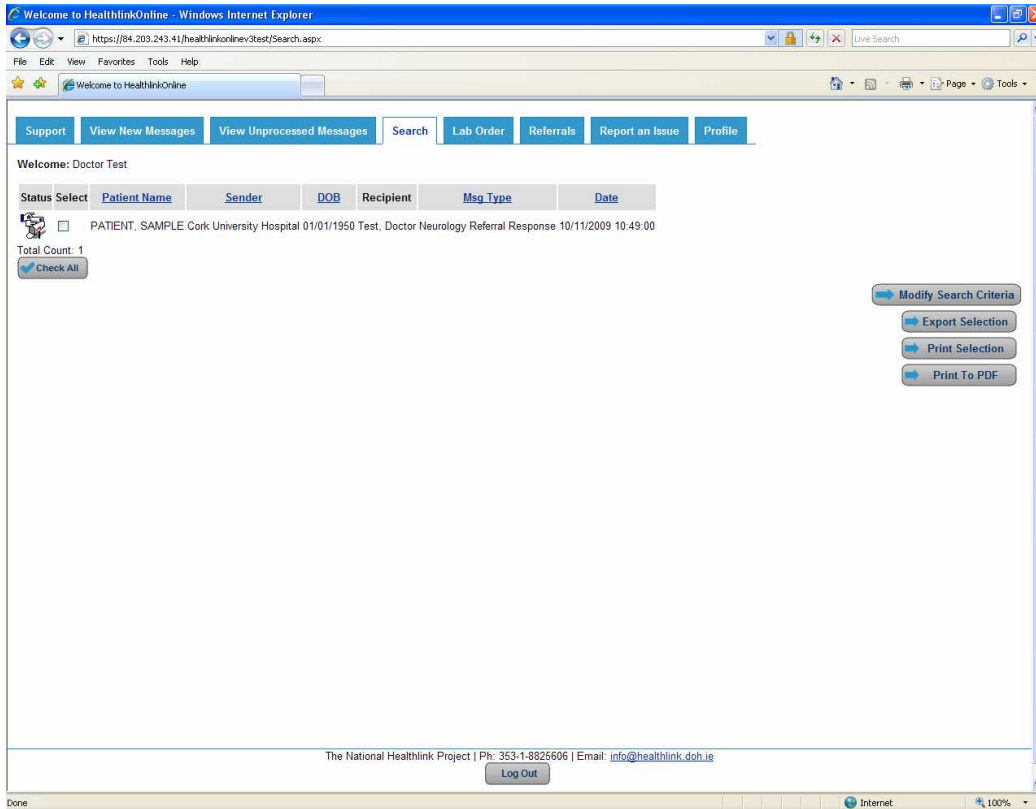 Welcome to HealthlinkOnline - Windows Internet Explorer
https://84.203.243.41/healthlinkonlinev3test/Search.aspx Live Search
File Edit View Favorites Tools Help
Welcome to HealthlinkOnline Page Tools
Support View New Messages View Unprocessed Messages Search Lab Order Referrals Report an Issue Profile
Welcome: Doctor Test
Status Select Patient Name Sender DOB Recipient Msg Type Date
PATIENT, SAMPLE Cork University Hospital 01/01/1950 Test, Doctor Neurology Referral Response 10/11/2009 10:49:00
Total Count: 1
Check All
Modify Search Criteria
Export Selection
Print Selection
Print To PDF
The National Healthlink Project | Ph: 353-1-8825606 | Email: info@healthlink.doh.ie
Log Out
Done Internet 100%